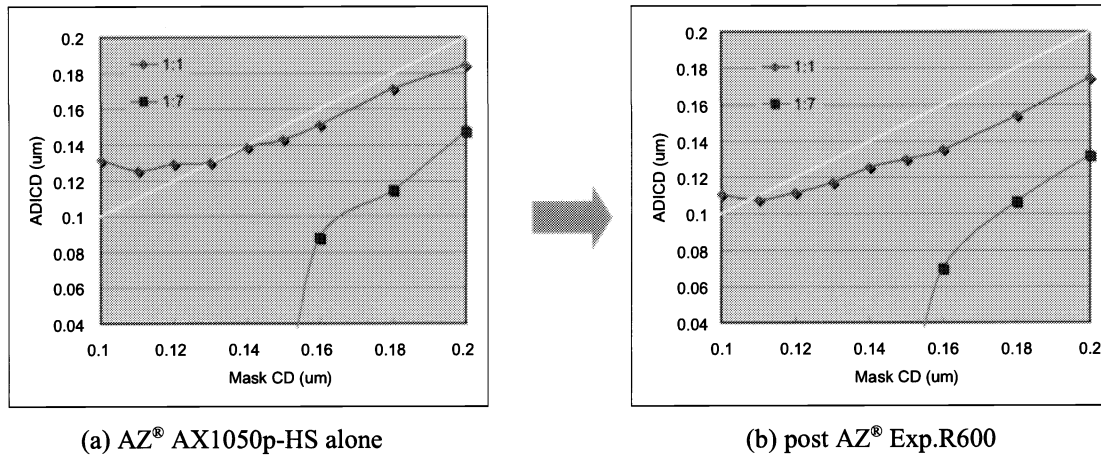 0.2
0.18
0.16
0.14
0.12
0.1
0.08
0.06
0.04
ADICD (um)
1:1
1:7
0.1 0.12 0.14 0.16 0.18 0.2
Mask CD (um)
(a) AZ® AX1050p-HS alone
0.2
0.18
0.16
0.14
0.12
0.1
0.08
0.06
0.04
ADICD (um)
1:1
1:7
0.1 0.12 0.14 0.16 0.18 0.2
Mask CD (um)
(b) post AZ® Exp.R600